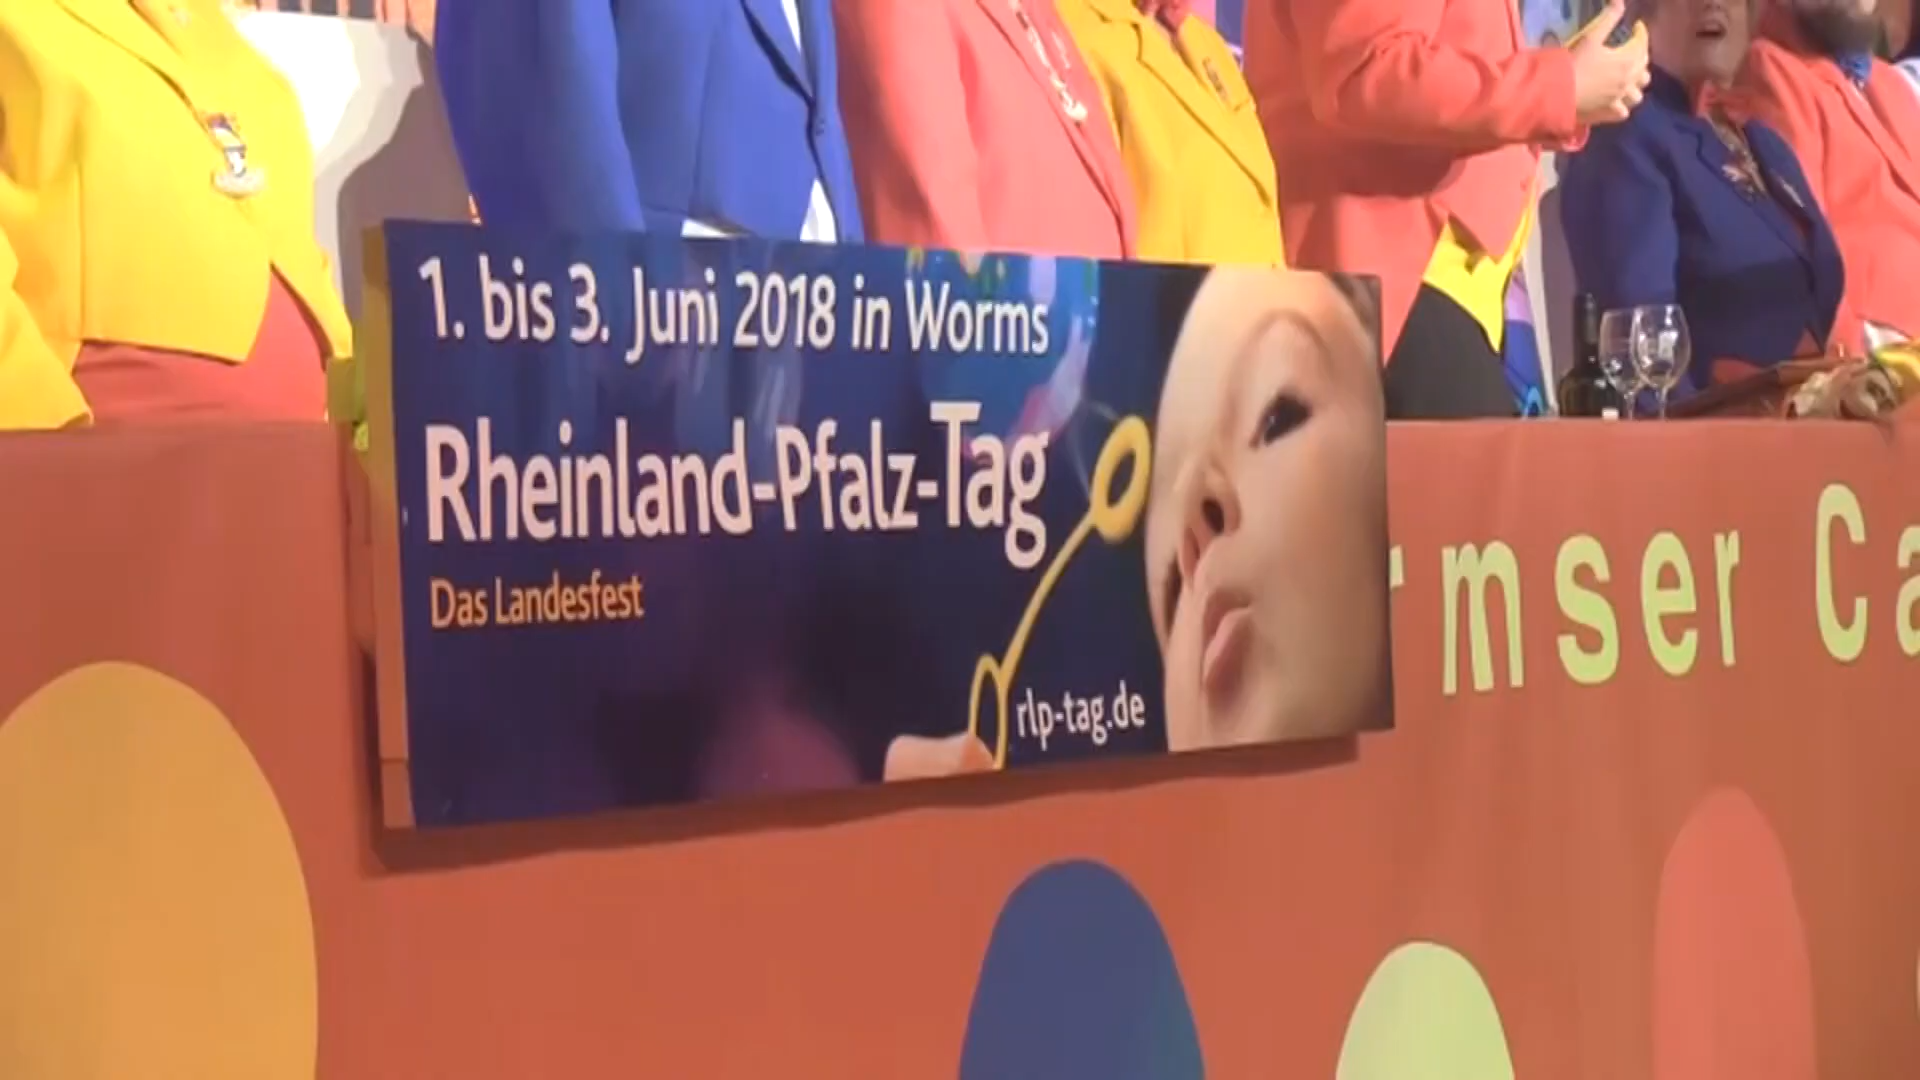 1. bis 3. Juni 2018 in Worms
Rheinland-Pfalz-Tag
Das Landesfest
rlp-tag.de
rmser Ca